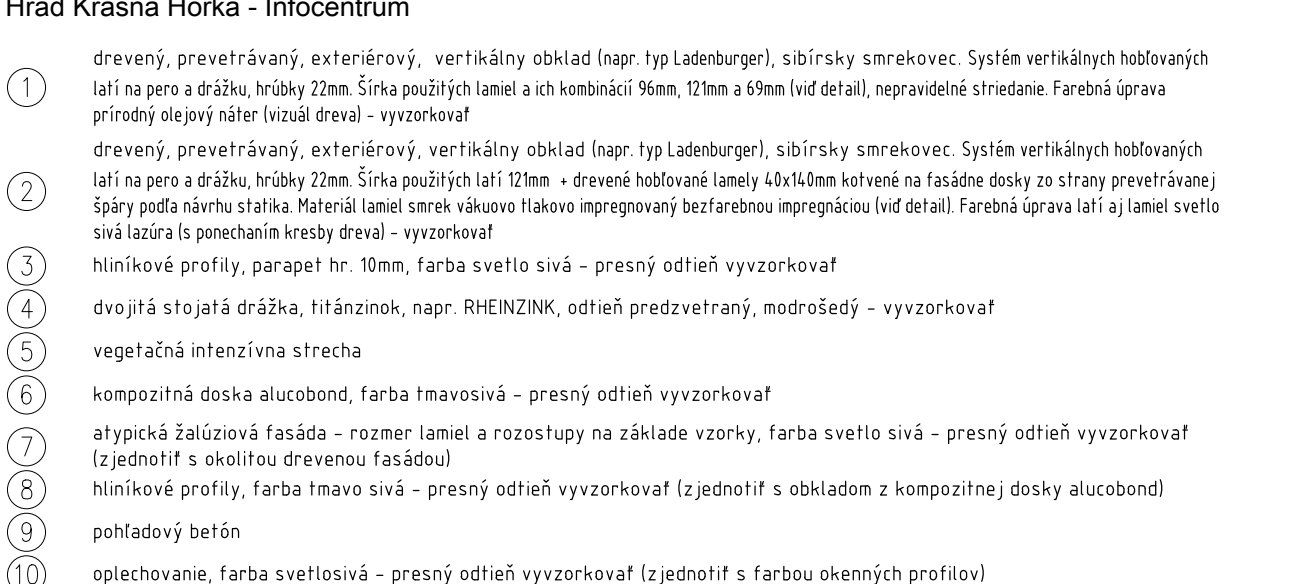 Hrad Krásna Hôrka - Infocentrum
drevený, prevetrávaný, exteriérový, vertikálny obklad (napr. typ Ladenburger), sibírsky smrekovec. Systém vertikálnych hobľovaných
1
latí na pero a drážku, hrúbky 22mm. Šírka použitých lamiel a ich kombinácií 96mm, 121mm a 69mm (viď detail), nepravidelné striedanie. Farebná úprava
prírodný olejový náter (vizuál dreva) - vyvzorkovať
drevený, prevetrávaný, exteriérový, vertikálny obklad (napr. typ Ladenburger), sibírsky smrekovec. Systém vertikálnych hobľovaných
2
latí na pero a drážku, hrúbky 22mm. Šírka použitých latí 121mm + drevené hobľované lamely 40x140mm kotvené na fasádne dosky zo strany prevetrávanej
špáry podľa návrhu statika. Materiál lamiel smrek vákuovo tlakovo impregnovaný bezfarebnou impregnáciou (viď detail). Farebná úprava latí aj lamiel svetlo
sivá lazúra (s ponechaním kresby dreva) - vyvzorkovať
3 hliníkové profily, parapet hr. 10mm, farba svetlo sivá - presný odtieň vyvzorkovať
4 dvojitá stojatá drážka, titánzinok, napr. RHEINZINK, odtieň predzvetraný, modrošedý - vyvzorkovať
5 vegetačná intenzívna strecha
6 kompozitná doska alucobond, farba tmavosivá - presný odtieň vyvzorkovať
7 atypická žalúziová fasáda - rozmer lamiel a rozostupy na základe vzorky, farba svetlo sivá - presný odtieň vyvzorkovať
(zjednotiť s okolitou drevenou fasádou)
8 hliníkové profily, farba tmavo sivá - presný odtieň vyvzorkovať (zjednotiť s obkladom z kompozitnej dosky alucobond)
9 pohľadový betón
10 oplechovanie, farba svetlosivá - presný odtieň vyvzorkovať (zjednotiť s farbou okenných profilov)